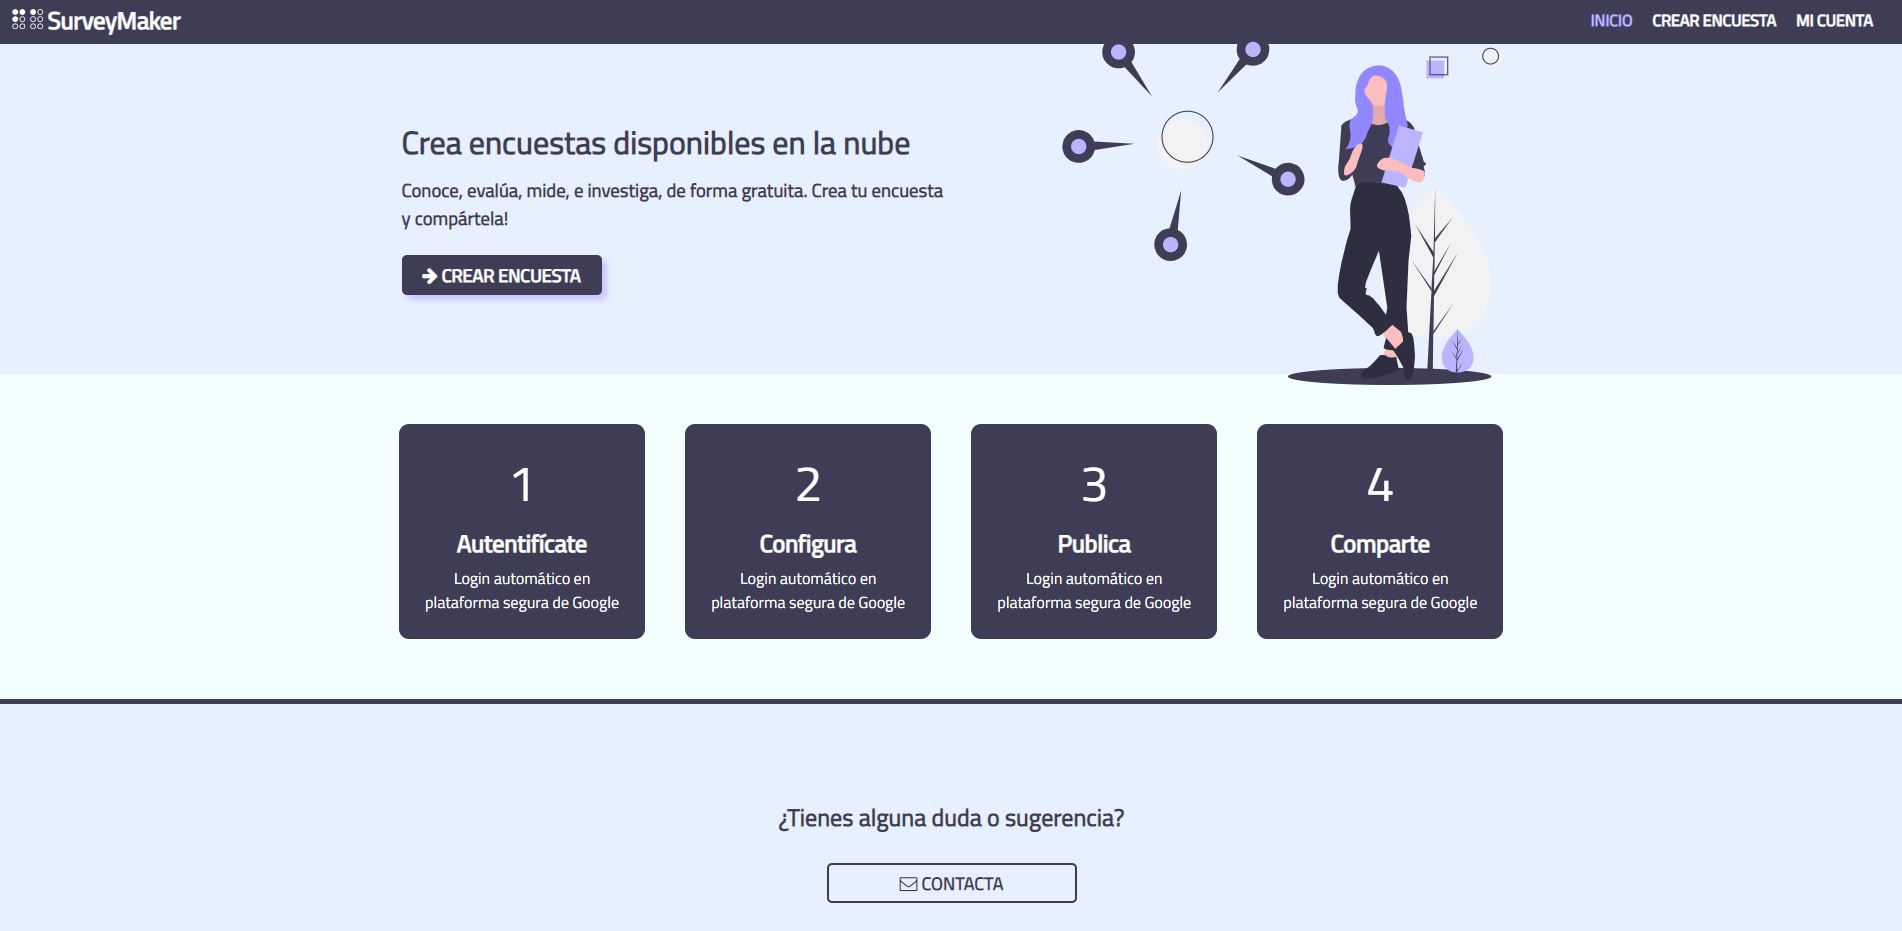 SurveyMaker
INICIO CREAR ENCUESTA MI CUENTA
Crea encuestas disponibles en la nube
Conoce, evalúa, mide, e investiga, de forma gratuita. Crea tu encuesta
y compártela!
CREAR ENCUESTA
1
Autentifícate
Login automático en
plataforma segura de Google
2
Configura
Login automático en
plataforma segura de Google
3
Publica
Login automático en
plataforma segura de Google
4
Comparte
Login automático en
plataforma segura de Google
¿Tienes alguna duda o sugerencia?
CONTACTA